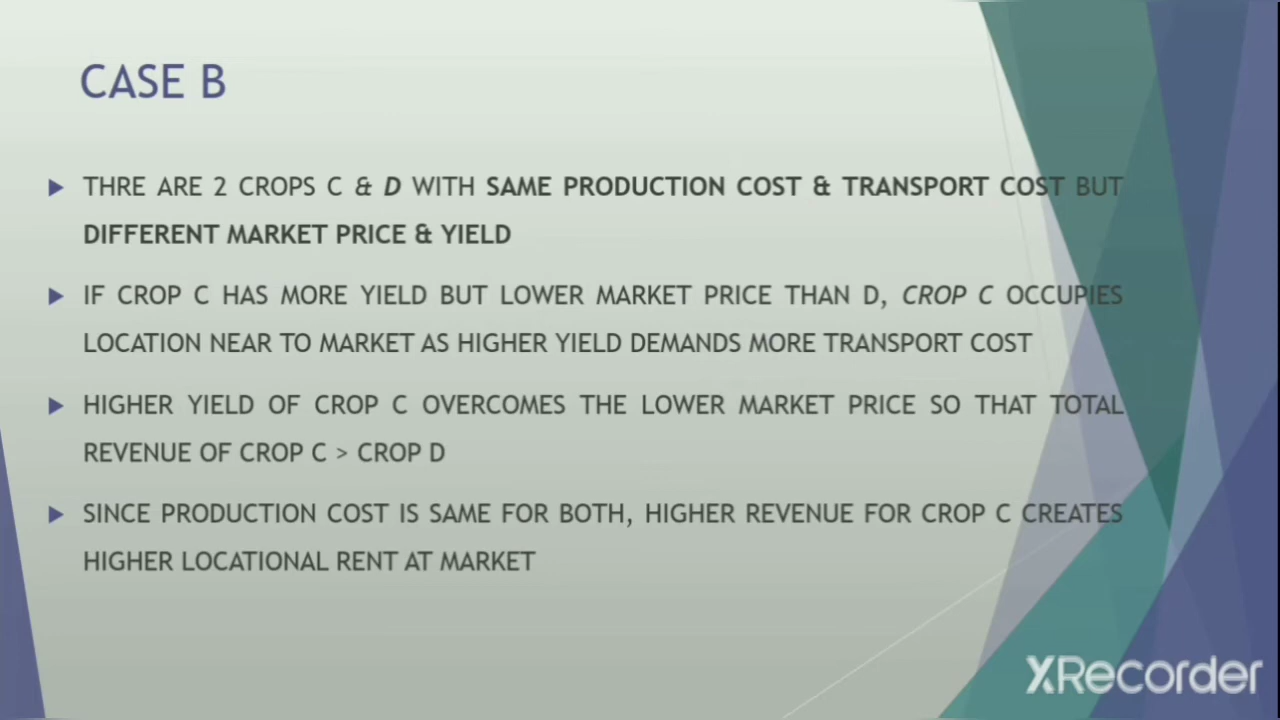 CASE B
THRE ARE 2 CROPS C & D WITH SAME PRODUCTION COST & TRANSPORT COST BUT
DIFFERENT MARKET PRICE & YIELD
IF CROP C HAS MORE YIELD BUT LOWER MARKET PRICE THAN D, CROP C OCCUPIES
LOCATION NEAR TO MARKET AS HIGHER YIELD DEMANDS MORE TRANSPORT COST
HIGHER YIELD OF CROP C OVERCOMES THE LOWER MARKET PRICE SO THAT TOTAL
REVENUE OF CROP C > CROP D
SINCE PRODUCTION COST IS SAME FOR BOTH, HIGHER REVENUE FOR CROP C CREATES
HIGHER LOCATIONAL RENT AT MARKET
XRecorder